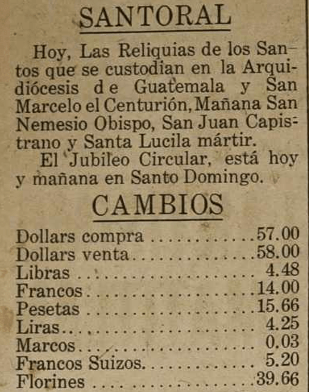 SANTORAL
Hoy, Las Reliquias de los San-
tos que se custodian en la Arqui-
diócesis de Guatemala y San
Marcelo el Centurión, Mañana San
Nemesio Obispo, San Juan Capis-
trano y Santa Lucila mártir.
El Jubileo Circular, está hoy
y mañana en Santo Domingo.
CAMBIOS
Dollars compra ............57.00
Dollars venta..............58.00
Libras .................... 4.48
Francos....................14.00
Pesetas ...................15.66
Liras...................... 4.25
Marcos .................... 0.03
Francos Suizos............. 5.20
Florines ..................39.66